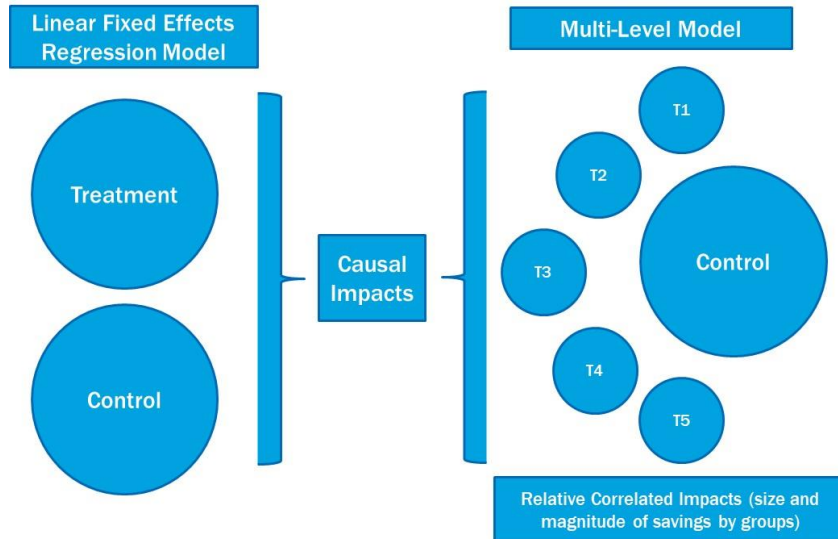 Linear Fixed Effects
Regression Model
Treatment
Control
Causal
Impacts
Multi-Level Model
T1
T2
T3
Control
T4
T5
Relative Correlated Impacts (size and
magnitude of savings by groups)